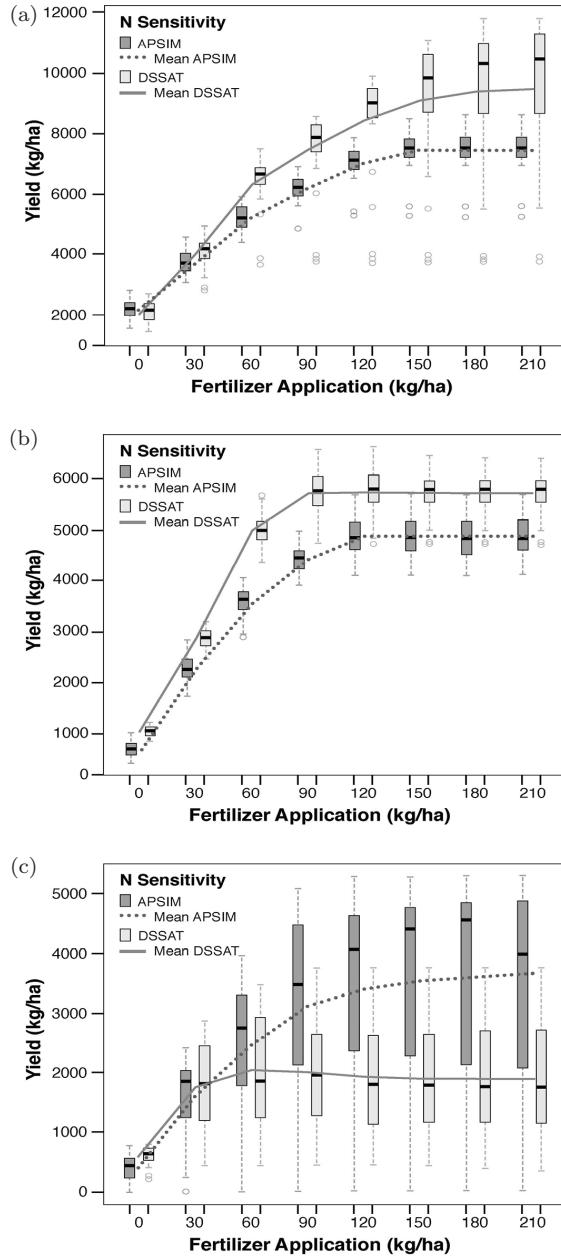 (a)
N Sensitivity
APSIM
Mean APSIM
DSSAT
Mean DSSAT
12000
10000
8000
6000
4000
2000
0
Yield (kg/ha)
0 30 60 90 120 150 180 210
Fertilizer Application (kg/ha)
(b)
N Sensitivity
APSIM
Mean APSIM
DSSAT
Mean DSSAT
6000
5000
4000
3000
2000
1000
0
Yield (kg/ha)
0 30 60 90 120 150 180 210
Fertilizer Application (kg/ha)
(c)
N Sensitivity
APSIM
Mean APSIM
DSSAT
Mean DSSAT
5000
4000
3000
2000
1000
0
Yield (kg/ha)
0 30 60 90 120 150 180 210
Fertilizer Application (kg/ha)